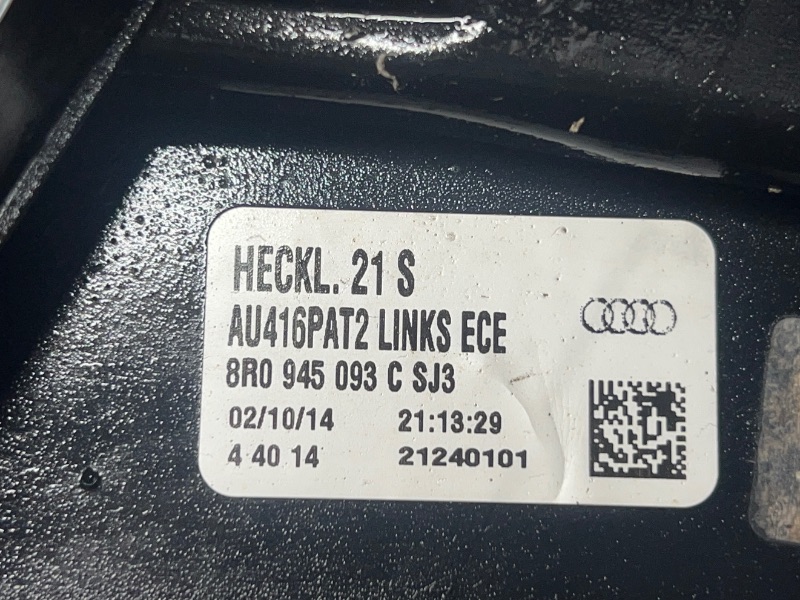 HECKL. 21 S
AU416PAT2 LINKS ECE
8R0 945 093 C SJ3
02/10/14 21:13:29
4 40 14 21240101